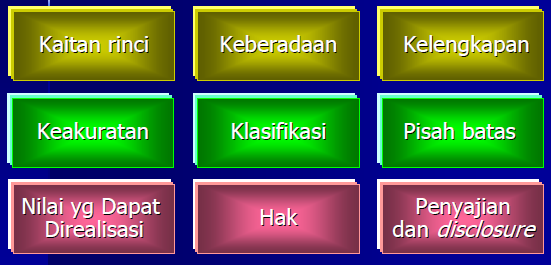 Kaitan rinci
Keberadaan
Kelengkapan
Keakuratan
Klasifikasi
Pisah batas
Nilai yg Dapat
Direalisasi
Hak
Penyajian
dan disclosure